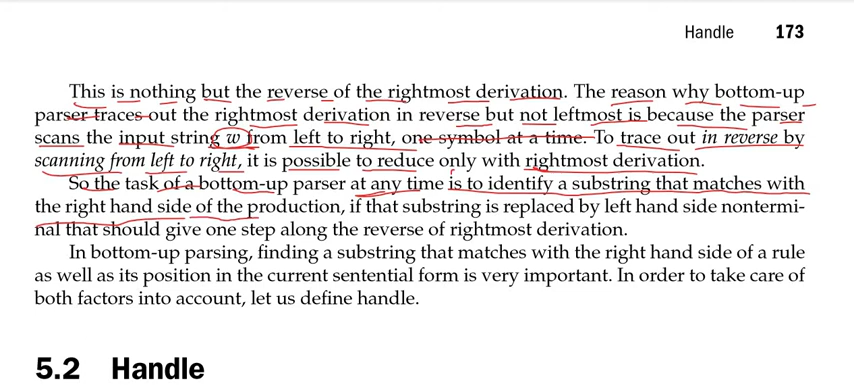 Handle 173
This is nothing but the reverse of the rightmost derivation. The reason why bottom-up
parser traces out the rightmost derivation in reverse but not leftmost is because the parser
scans the input string w from left to right, one symbol at a time. To trace out in reverse by
scanning from left to right, it is possible to reduce only with rightmost derivation.
So the task of a bottom-up parser at any time is to identify a substring that matches with
the right hand side of the production, if that substring is replaced by left hand side nontermi-
nal that should give one step along the reverse of rightmost derivation.
In bottom-up parsing, finding a substring that matches with the right hand side of a rule
as well as its position in the current sentential form is very important. In order to take care of
both factors into account, let us define handle.
5.2 Handle